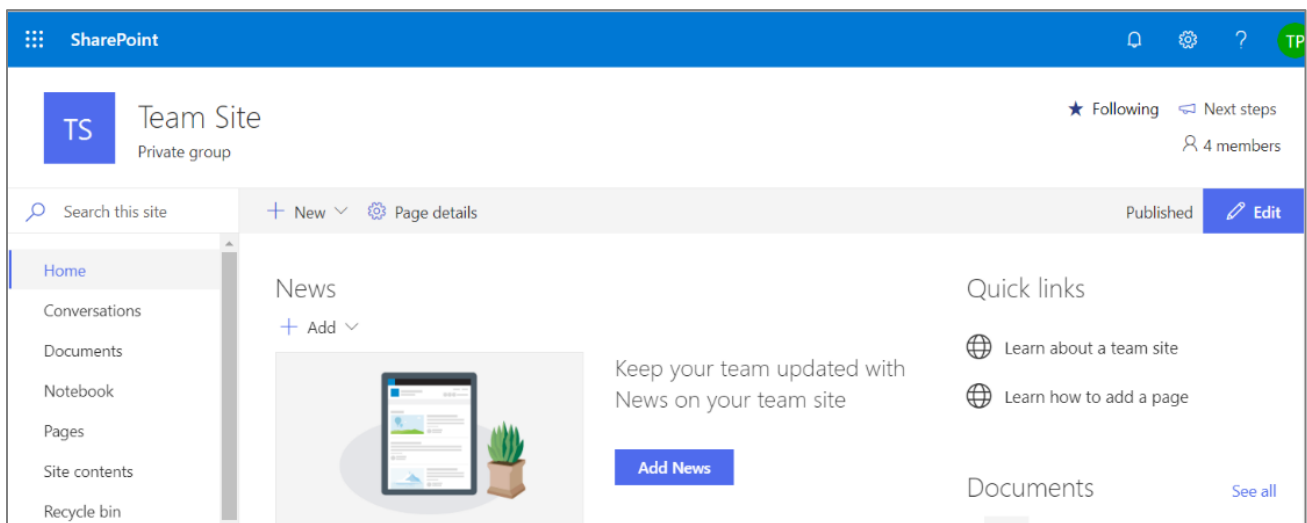 SharePoint
?
TP
TS
Team Site
Private group
Following
Next steps
4 members
Search this site
New
Page details
Published
Edit
Home
Conversations
Documents
Notebook
Pages
Site contents
Recycle bin
News
Add
Keep your team updated with
News on your team site
Add News
Quick links
Learn about a team site
Learn how to add a page
Documents
See all